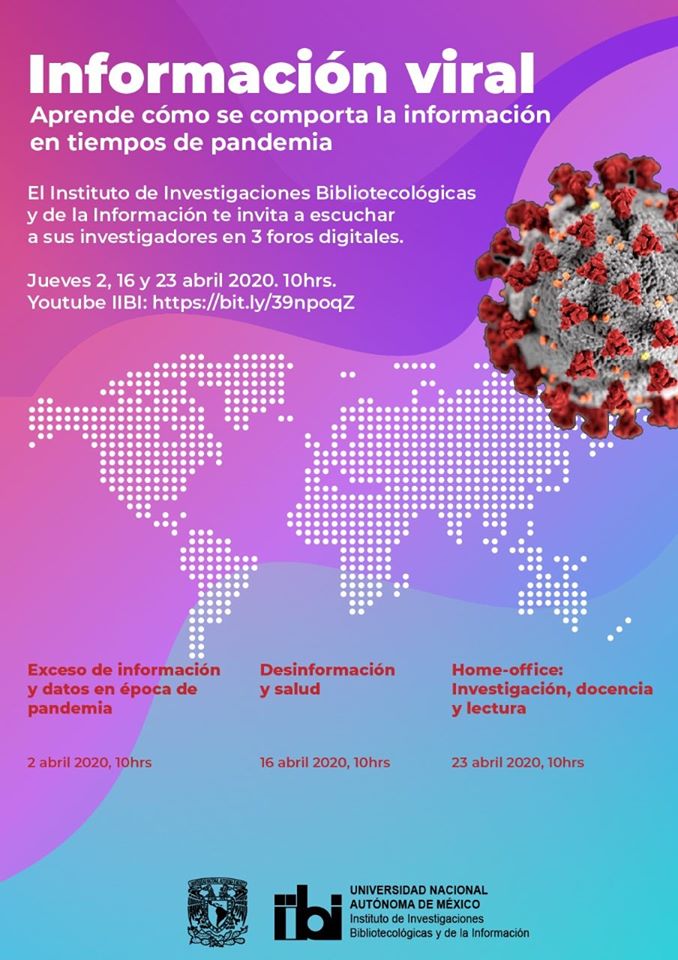 Información viral
Aprende cómo se comporta la información
en tiempos de pandemia
El Instituto de Investigaciones Bibliotecológicas
y de la Información te invita a escuchar
a sus investigadores en 3 foros digitales.
Jueves 2, 16 y 23 abril 2020. 10hrs.
Youtube IIBI: https://bit.ly/39npoqZ
Exceso de información
y datos en época de
pandemia
2 abril 2020, 10hrs
Desinformación
y salud
16 abril 2020, 10hrs
Home-office:
Investigación, docencia
y lectura
23 abril 2020, 10hrs
iibi
UNIVERSIDAD NACIONAL
AUTÓNOMA DE MÉXICO
Instituto de Investigaciones
Bibliotecológicas y de la Información